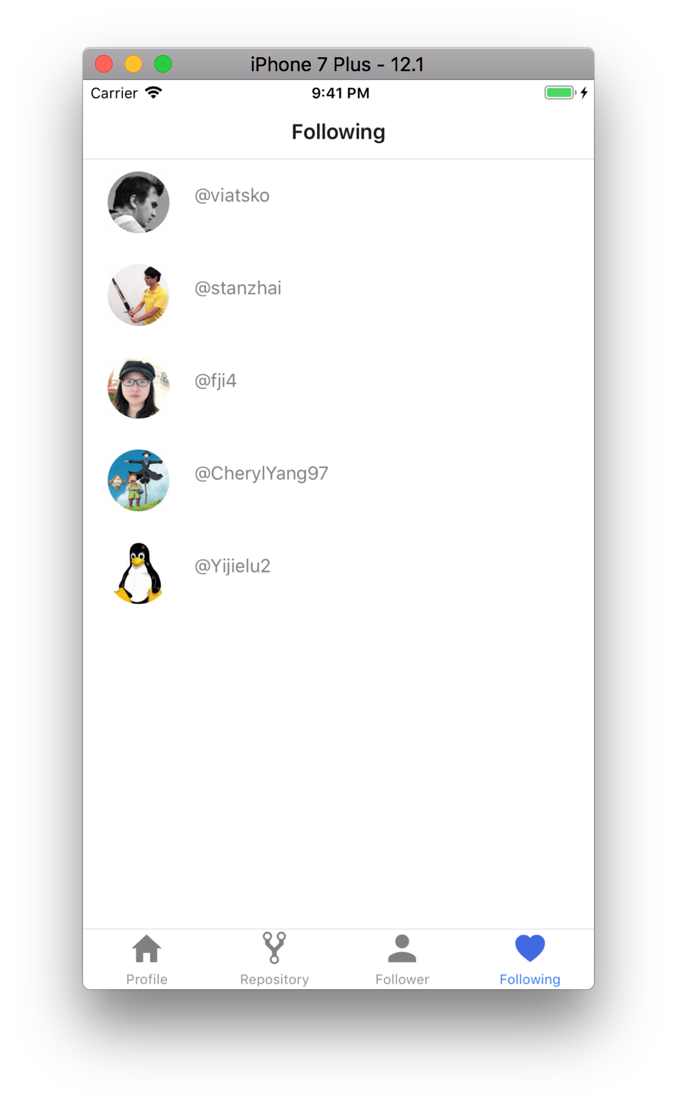 iPhone 7 Plus - 12.1
Carrier 9:41 PM
Following
@viatsko
@stanzhai
@fji4
@CherylYang97
@Yijielu2
Profile Repository Follower Following